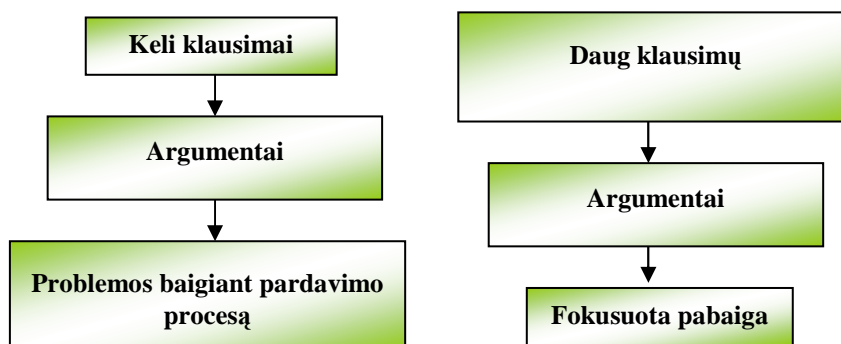 Keli klausimai
Argumentai
Problemos baigiant pardavimo
procesą
Daug klausimų
Argumentai
Fokusuota pabaiga